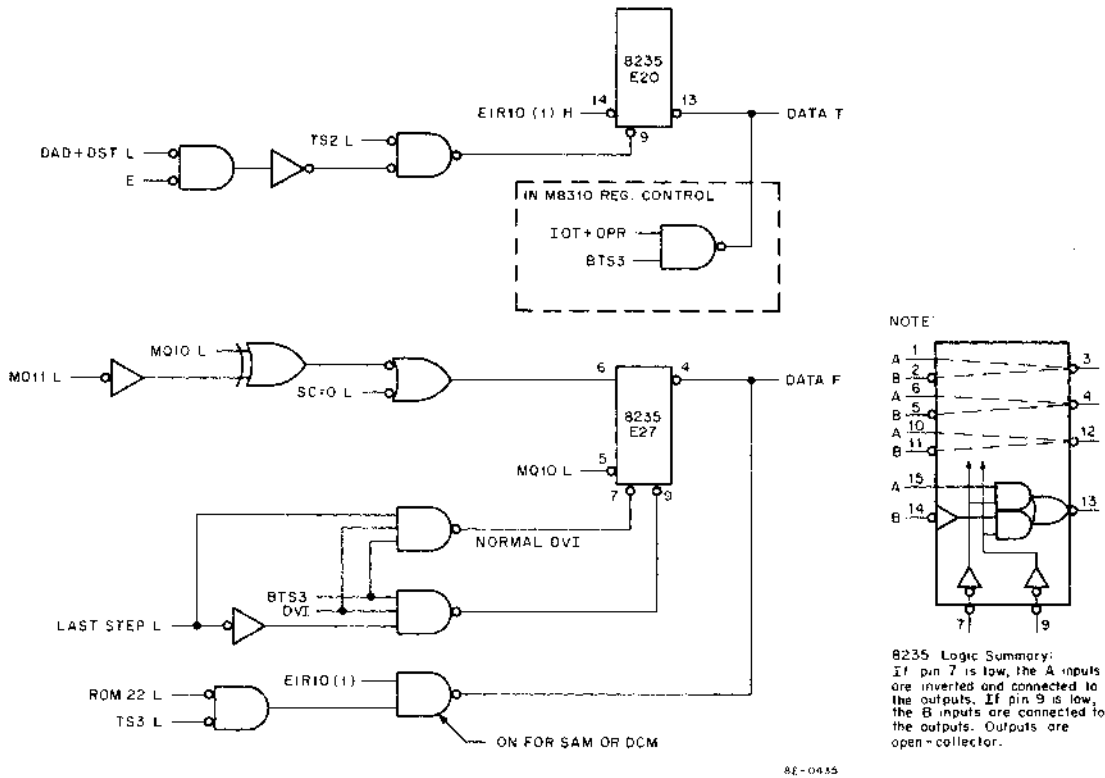 8235
E20
14
13
EIR10 (1) H
DATA T
9
TS2 L
DAD+DST L
E
IN M8310 REG. CONTROL
IOT+OPR
BTS3
MQ10 L
MQ11 L
SC=0 L
6
4
DATA F
8235
E27
MQ10 L
5
7
9
NORMAL DVI
BTS3
DVI
LAST STEP L
EIR10(1)
ROM 22 L
TS3 L
ON FOR SAM OR DCM
8E-0435
NOTE:
A 1
3
B 2
A 6
4
B 5
A 10
12
B 11
A 15
B 14
13
7
9
8235 Logic Summary:
If pin 7 is low, the A inputs
are inverted and connected to
the outputs. If pin 9 is low,
the B inputs are connected to
the outputs. Outputs are
open-collector.